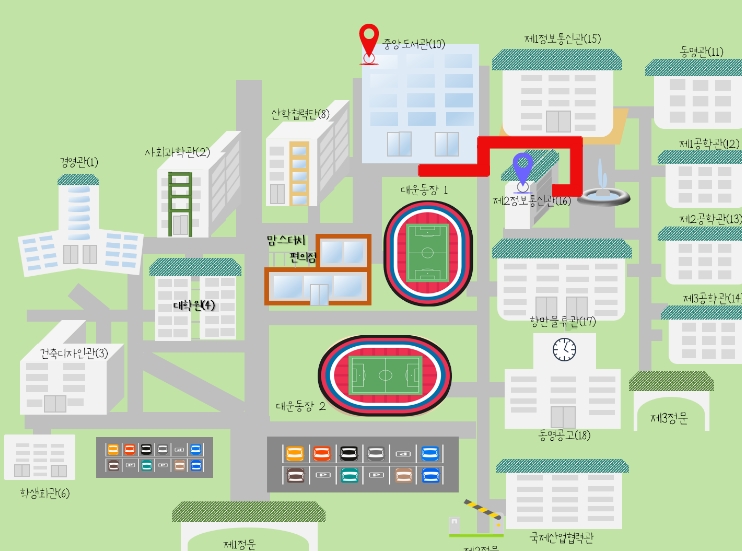 중앙도서관(10)
제1정보통신관(15)
동명관(11)
산학협력단(8)
제1공학관(12)
사회과학관(2)
경영관(1)
대운동장 1
제2정보통신관(16)
제2공학관(13)
맘스터치
편의점
대학원(4)
제3공학관(14
항만물류관(17)
건축디자인관(3)
대운동장 2
제3정문
동명공고(18)
학생회관(6)
국제산업협력관
제1정문
제2정문